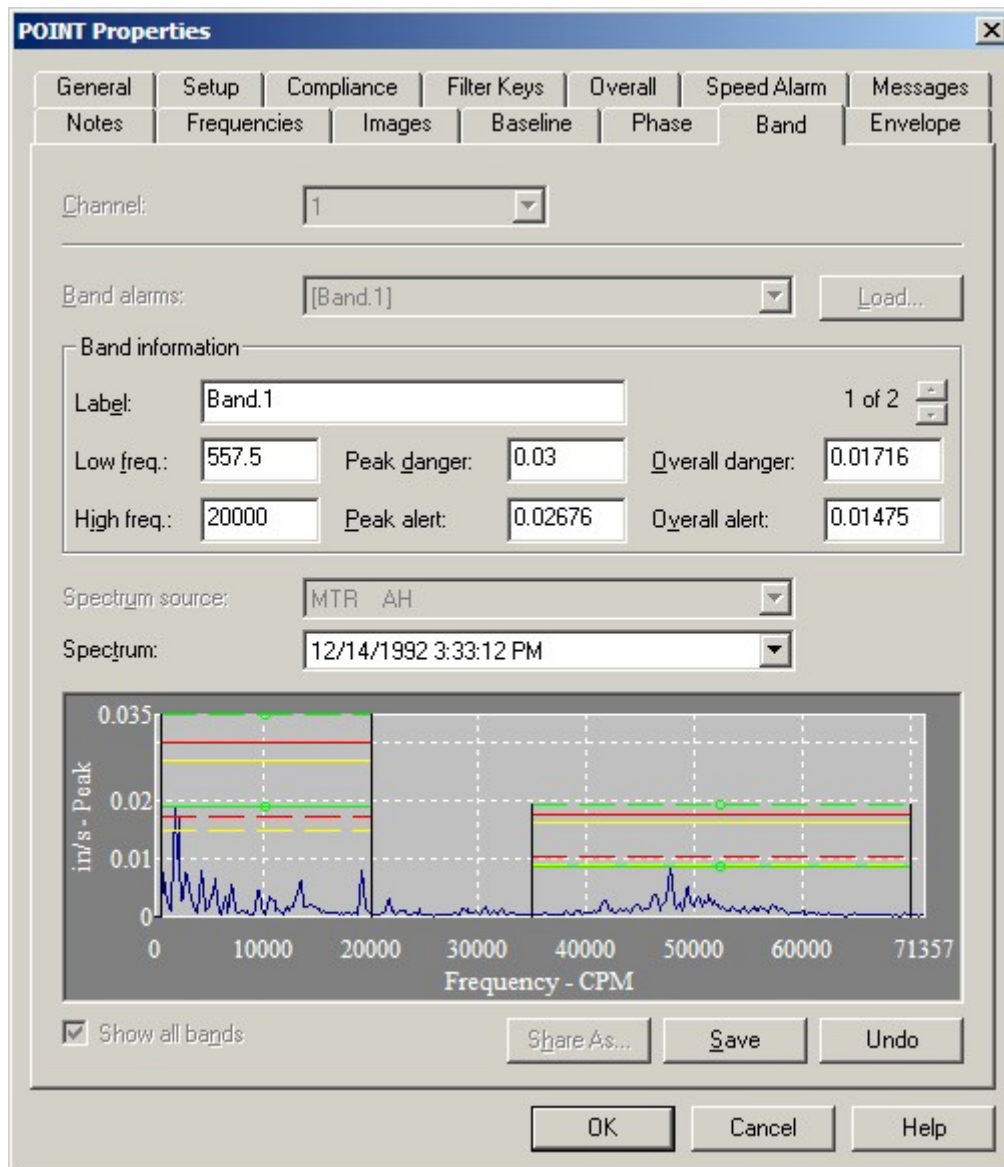 POINT Properties
General Setup Compliance Filter Keys Overall Speed Alarm Messages
Notes Frequencies Images Baseline Phase Band Envelope
Channel: 1
Band alarms: [Band.1] Load...
Band information
Label: Band.1 1 of 2
Low freq.: 557.5 Peak danger: 0.03 Overall danger: 0.01716
High freq.: 20000 Peak alert: 0.02676 Overall alert: 0.01475
Spectrum source: MTR AH
Spectrum: 12/14/1992 3:33:12 PM
0.035
0.02
0.01
0
in/s - Peak
0 10000 20000 30000 40000 50000 60000 71357
Frequency - CPM
Show all bands Share As... Save Undo
OK Cancel Help